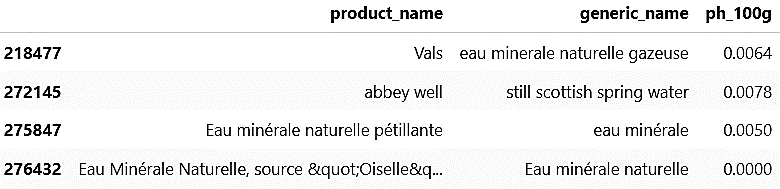 product_name generic_name ph_100g
218477 Vals eau minerale naturelle gazeuse 0.0064
272145 abbey well still scottish spring water 0.0078
275847 Eau minérale naturelle pétillante eau minérale 0.0050
276432 Eau Minérale Naturelle, source &quot;Oiselle&q... Eau minérale naturelle 0.0000